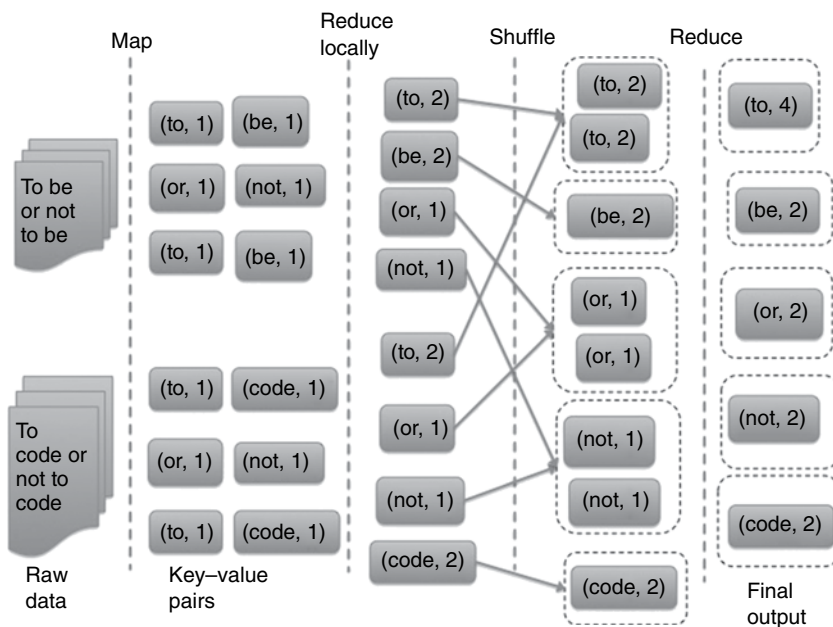 Map
Reduce
locally
Shuffle
Reduce
To be
or not
to be
(to, 1)
(be, 1)
(or, 1)
(not, 1)
(to, 1)
(be, 1)
(to, 2)
(be, 2)
(or, 1)
(not, 1)
(to, 2)
(to, 2)
(be, 2)
(or, 1)
(or, 1)
(to, 4)
(be, 2)
(or, 2)
To
code or
not to
code
(to, 1)
(code, 1)
(or, 1)
(not, 1)
(to, 1)
(code, 1)
(to, 2)
(or, 1)
(not, 1)
(code, 2)
(not, 1)
(not, 1)
(code, 2)
(not, 2)
(code, 2)
Raw
data
Key–value
pairs
Final
output